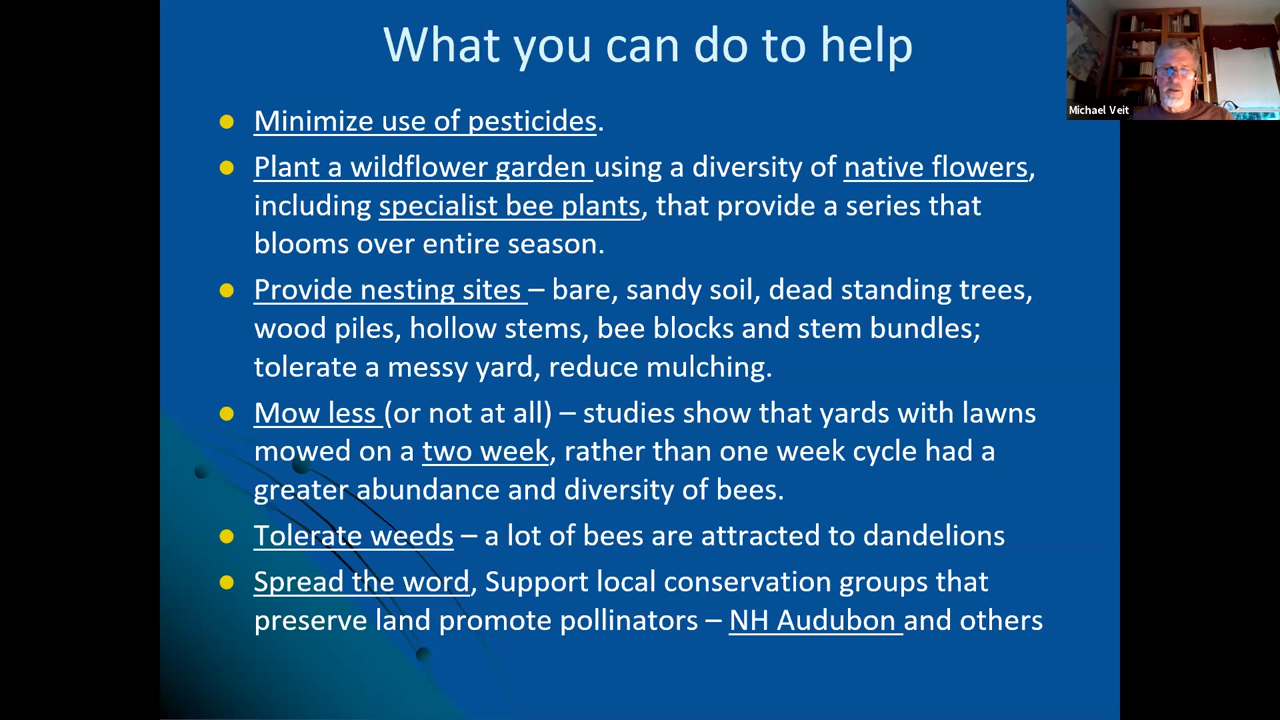 What you can do to help
Michael Veit
Minimize use of pesticides.
Plant a wildflower garden using a diversity of native flowers,
including specialist bee plants, that provide a series that
blooms over entire season.
Provide nesting sites – bare, sandy soil, dead standing trees,
wood piles, hollow stems, bee blocks and stem bundles;
tolerate a messy yard, reduce mulching.
Mow less (or not at all) – studies show that yards with lawns
mowed on a two week, rather than one week cycle had a
greater abundance and diversity of bees.
Tolerate weeds – a lot of bees are attracted to dandelions
Spread the word, Support local conservation groups that
preserve land promote pollinators – NH Audubon and others